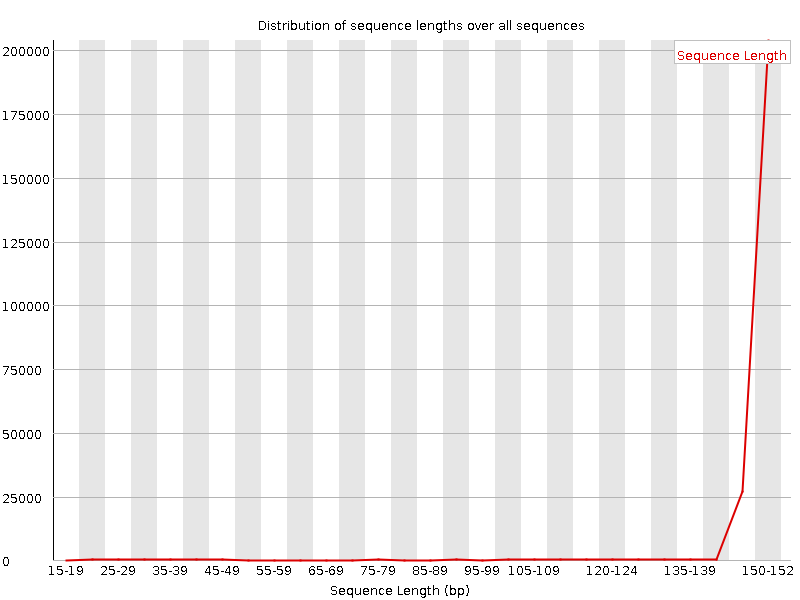 Distribution of sequence lengths over all sequences
Sequence Length
200000
175000
150000
125000
100000
75000
50000
25000
0
15-19 25-29 35-39 45-49 55-59 65-69 75-79 85-89 95-99 105-109 120-124 135-139 150-152
Sequence Length (bp)